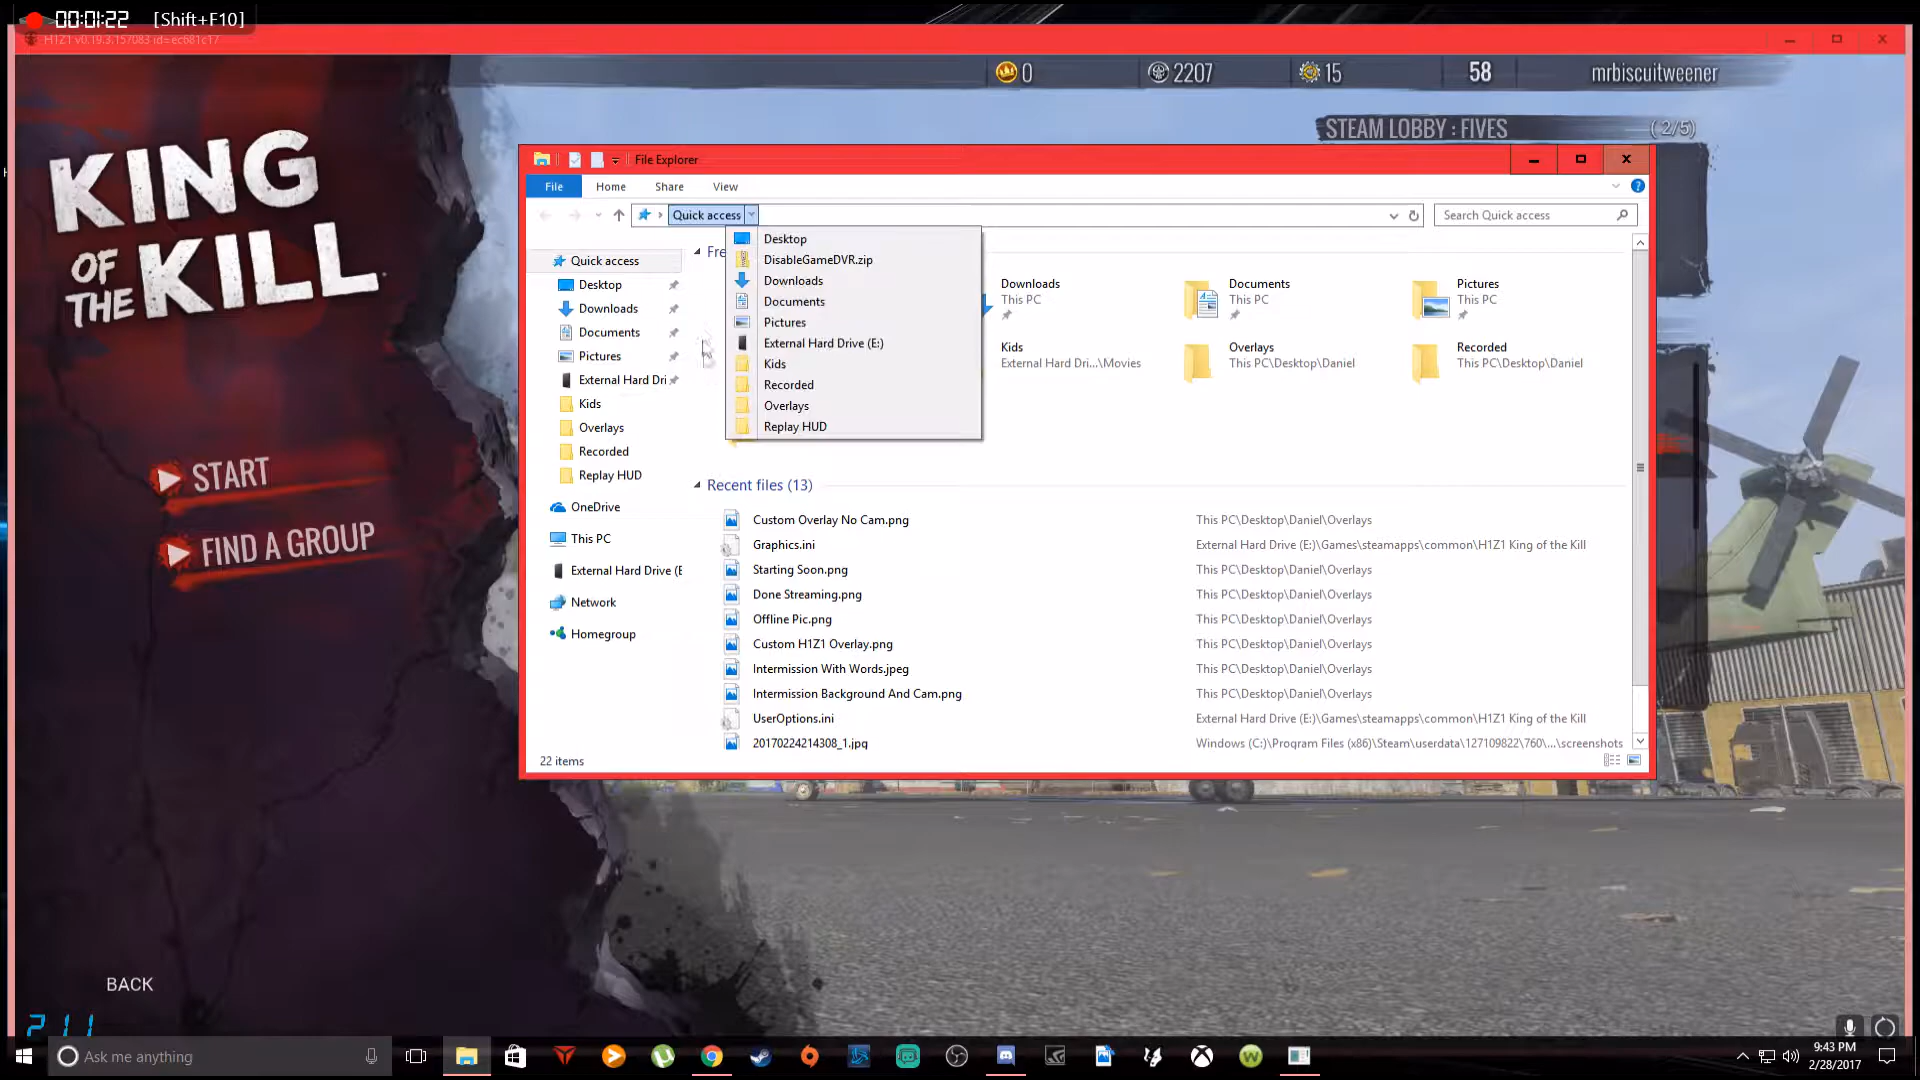 00:01:22 [Shift+F10]
H1Z1 v0.19.3.157083 id=ec681c17
0 2207 15 58 mrbiscuitweener
STEAM LOBBY : FIVES (2/5)
KING
OF THE KILL
START
FIND A GROUP
BACK
211
File Explorer
File Home Share View
Quick access
Search Quick access
Desktop
DisableGameDVR.zip
Downloads
Documents
Pictures
External Hard Drive (E:)
Kids
Recorded
Overlays
Replay HUD
Quick access
Desktop
Downloads
Documents
Pictures
External Hard Dri
Kids
Overlays
Recorded
Replay HUD
OneDrive
This PC
External Hard Drive (E
Network
Homegroup
Fre
Downloads
This PC
Documents
This PC
Pictures
This PC
Kids
External Hard Dri...\Movies
Overlays
This PC\Desktop\Daniel
Recorded
This PC\Desktop\Daniel
Recent files (13)
Custom Overlay No Cam.png This PC\Desktop\Daniel\Overlays
Graphics.ini External Hard Drive (E:)\Games\steamapps\common\H1Z1 King of the Kill
Starting Soon.png This PC\Desktop\Daniel\Overlays
Done Streaming.png This PC\Desktop\Daniel\Overlays
Offline Pic.png This PC\Desktop\Daniel\Overlays
Custom H1Z1 Overlay.png This PC\Desktop\Daniel\Overlays
Intermission With Words.jpeg This PC\Desktop\Daniel\Overlays
Intermission Background And Cam.png This PC\Desktop\Daniel\Overlays
UserOptions.ini External Hard Drive (E:)\Games\steamapps\common\H1Z1 King of the Kill
20170224214308_1.jpg Windows (C:)\Program Files (x86)\Steam\userdata\127109822\760\...\screenshots
22 items
Ask me anything
9:43 PM
2/28/2017